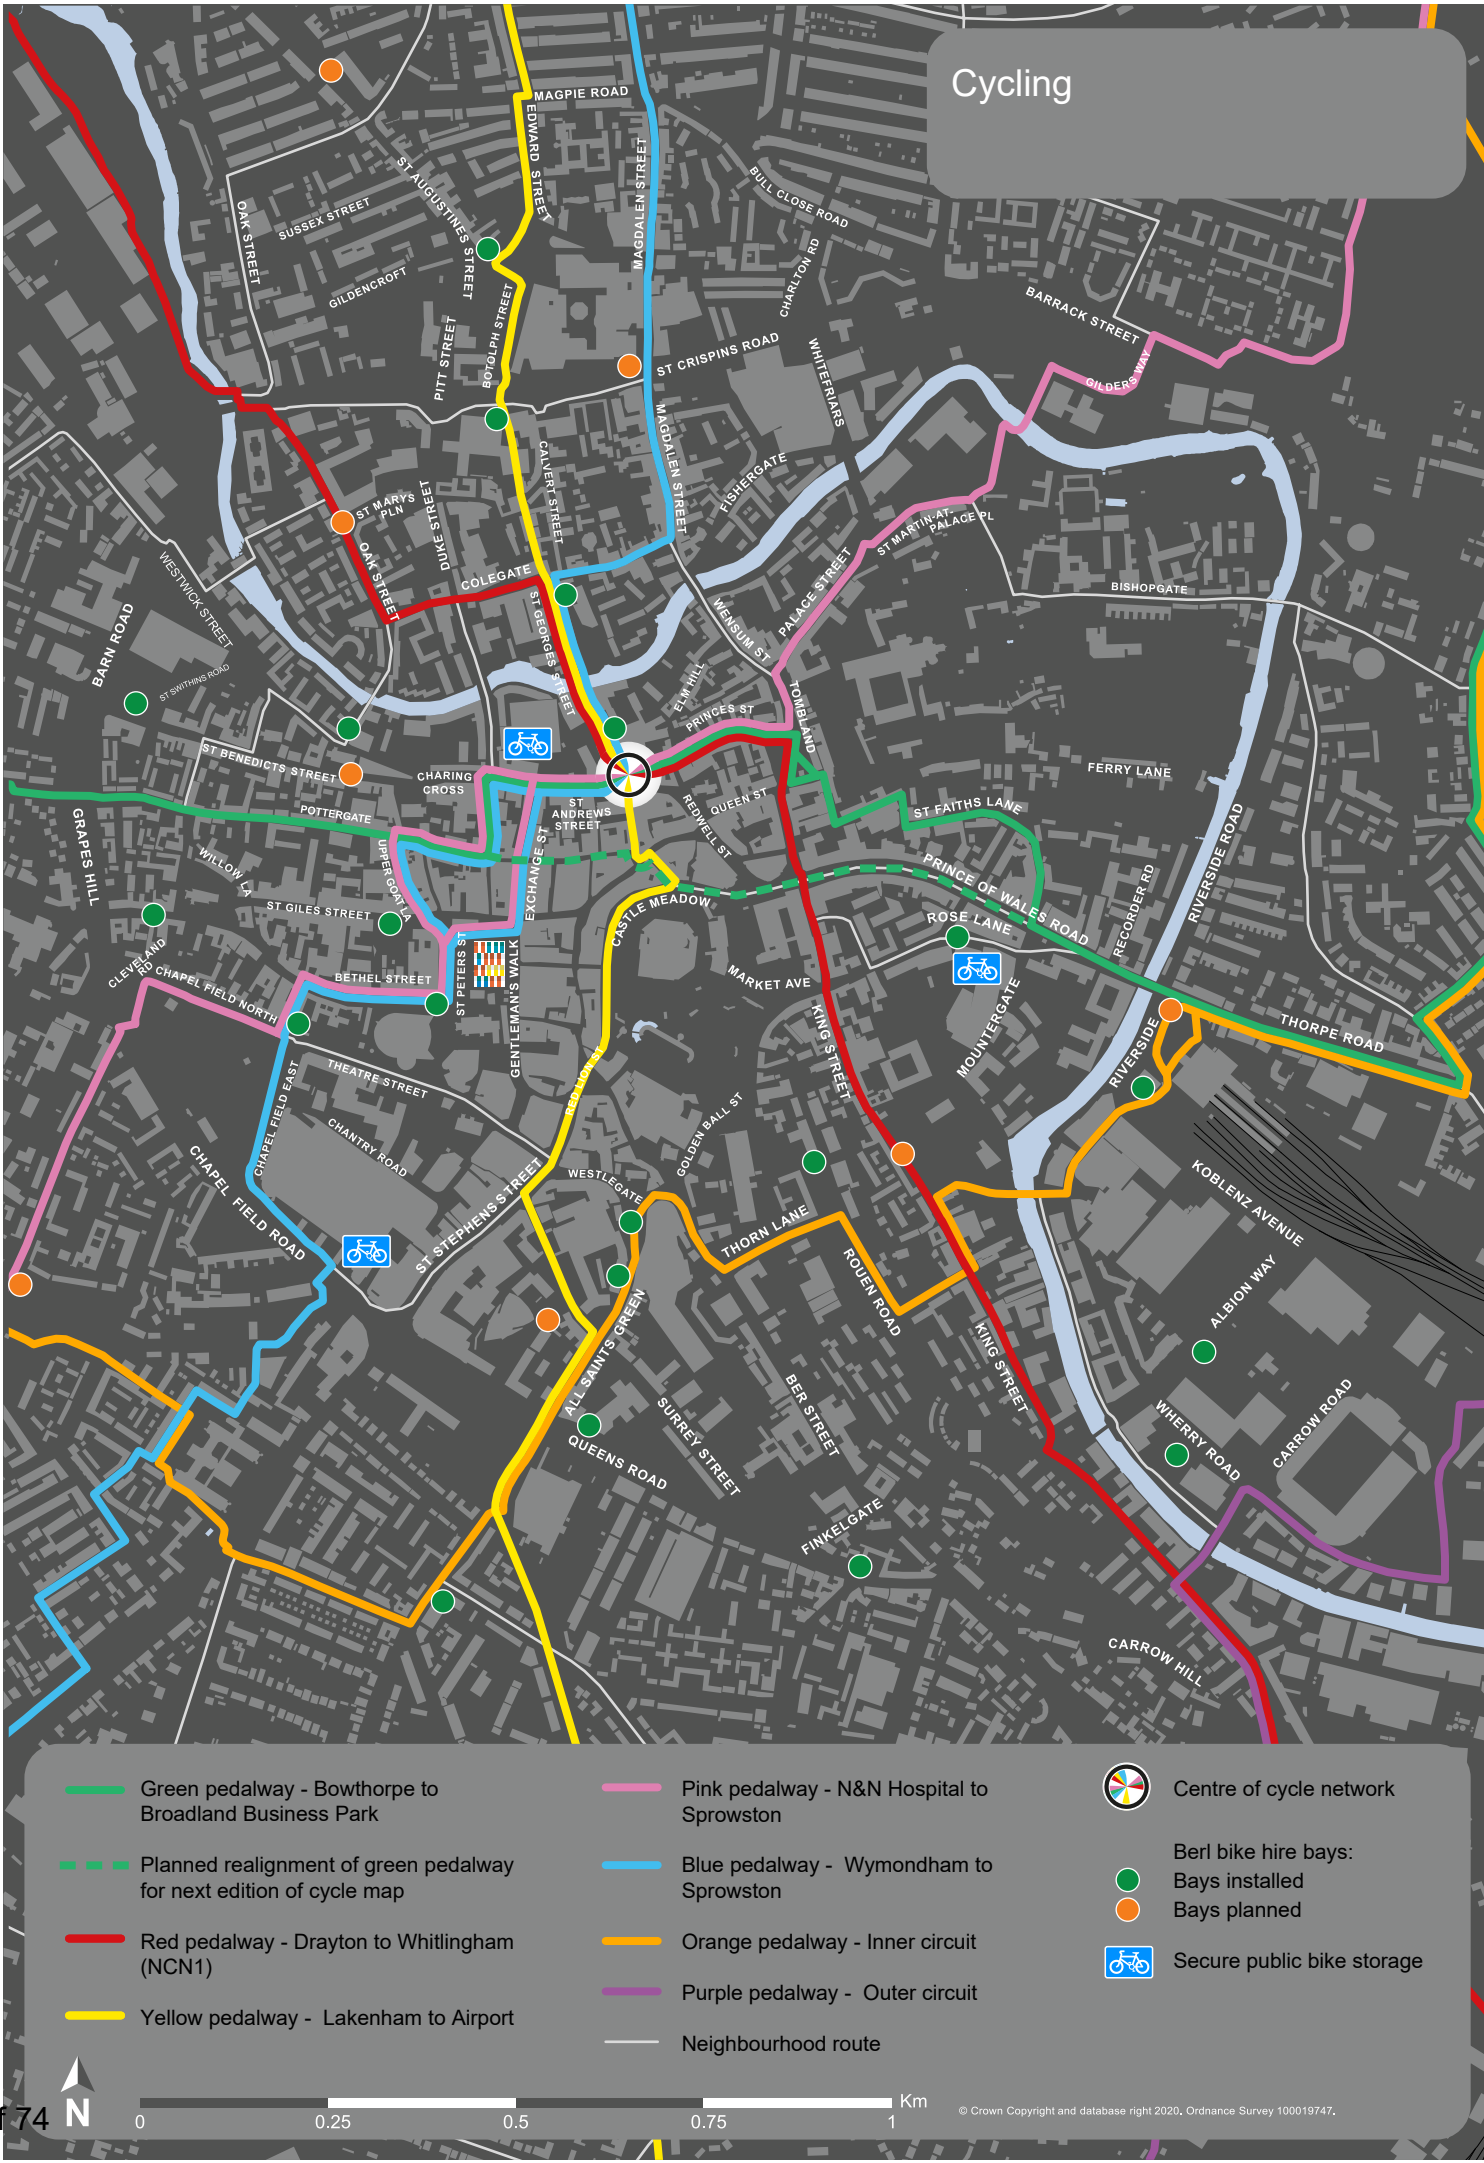 Cycling
MAGPIE ROAD
EDWARD STREET
MAGDALEN STREET
ST AUGUSTINES STREET
BULL CLOSE ROAD
OAK STREET
SUSSEX STREET
GILDENCROFT
CHARLTON RD
BARRACK STREET
BOTOLPH STREET
PITT STREET
ST CRISPINS ROAD
WHITEFRIARS
GILDERS WAY
MAGDALEN STREET
CALVERT STREET
FISHERGATE
ST MARYS
PLN
DUKE STREET
ST MARTIN-AT-
PALACE PL
OAK STREET
WESTWICK STREET
COLEGATE
PALACE STREET
BISHOPGATE
BARN ROAD
ST GEORGES STREET
WENSUM ST
ST SWITHINS ROAD
ELM HILL
PRINCES ST
TOMBLAND
ST BENEDICTS STREET
CHARING
CROSS
FERRY LANE
POTTERGATE
ST
ANDREWS
STREET
REDWELL ST
QUEEN ST
ST FAITHS LANE
GRAPES HILL
WILLOW LA
UPPER GOAT LA
EXCHANGE ST
PRINCE OF WALES ROAD
RIVERSIDE ROAD
RECORDER RD
ST GILES STREET
CASTLE MEADOW
ROSE LANE
CLEVELAND
RD
CHAPEL FIELD NORTH
BETHEL STREET
ST PETERS ST
GENTLEMAN'S WALK
MARKET AVE
MOUNTERGATE
KING STREET
RIVERSIDE
THORPE ROAD
THEATRE STREET
RED LION ST
CHAPEL FIELD EAST
CHANTRY ROAD
GOLDEN BALL ST
WESTLEGATE
CHAPEL FIELD ROAD
ST STEPHENS STREET
THORN LANE
ROUEN ROAD
KOBLENZ AVENUE
ALBION WAY
ALL SAINTS GREEN
KING STREET
BER STREET
SURREY STREET
QUEENS ROAD
WHERRY ROAD
CARROW ROAD
FINKELGATE
CARROW HILL
Green pedalway - Bowthorpe to
Broadland Business Park
Planned realignment of green pedalway
for next edition of cycle map
Red pedalway - Drayton to Whitlingham
(NCN1)
Yellow pedalway - Lakenham to Airport
Pink pedalway - N&N Hospital to
Sprowston
Blue pedalway - Wymondham to
Sprowston
Orange pedalway - Inner circuit
Purple pedalway - Outer circuit
Neighbourhood route
Centre of cycle network
Berl bike hire bays:
Bays installed
Bays planned
Secure public bike storage
f 74
N
0 0.25 0.5 0.75 1 Km
© Crown Copyright and database right 2020. Ordnance Survey 100019747.